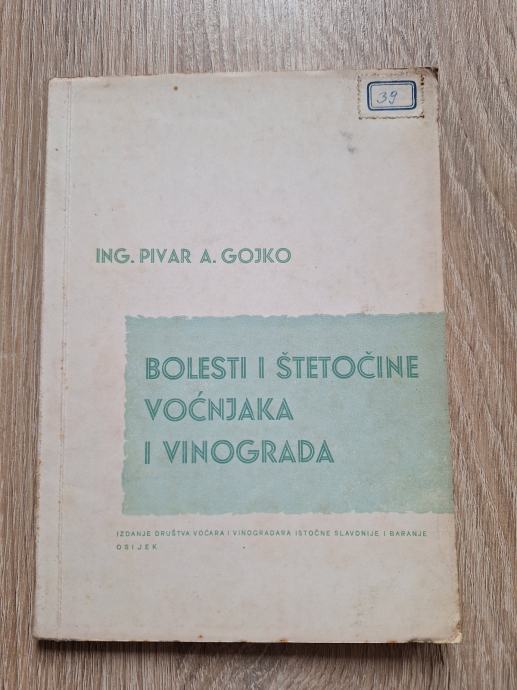 39
ING. PIVAR A. GOJKO
BOLESTI I ŠTETOČINE
VOĆNJAKA
I VINOGRADA
IZDANJE DRUŠTVA VOĆARA I VINOGRADARA ISTOČNE SLAVONIJE I BARANJE
OSIJEK